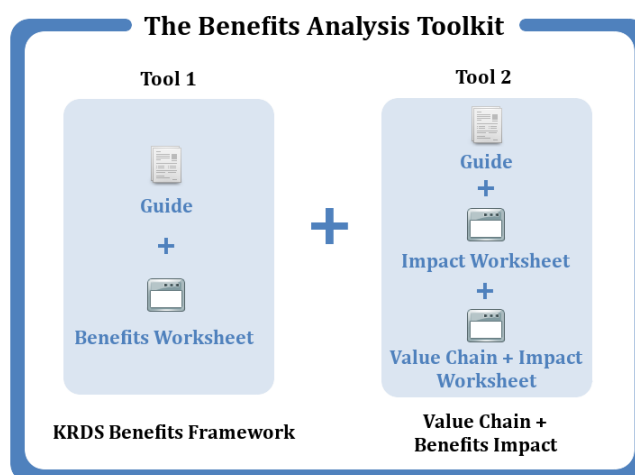 The Benefits Analysis Toolkit
Tool 1
Guide
+
Benefits Worksheet
KRDS Benefits Framework
+
Tool 2
Guide
+
Impact Worksheet
+
Value Chain + Impact
Worksheet
Value Chain +
Benefits Impact